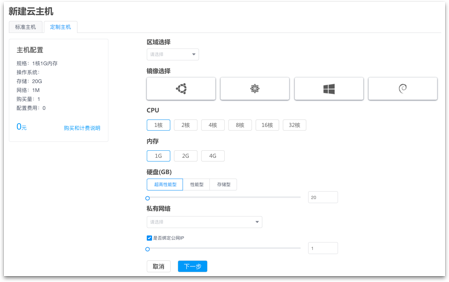 新建云主机
标准主机
定制主机
主机配置
规格：1核1G内存
操作系统：
存储：20G
网络：1M
购买量：1
配置费用：0
0元
购买和计费说明
区域选择
请选择
镜像选择
CPU
1核
2核
4核
8核
16核
32核
内存
1G
2G
4G
硬盘(GB)
超高性能型
性能型
存储型
20
私有网络
请选择
是否绑定公网IP
1
取消
下一步